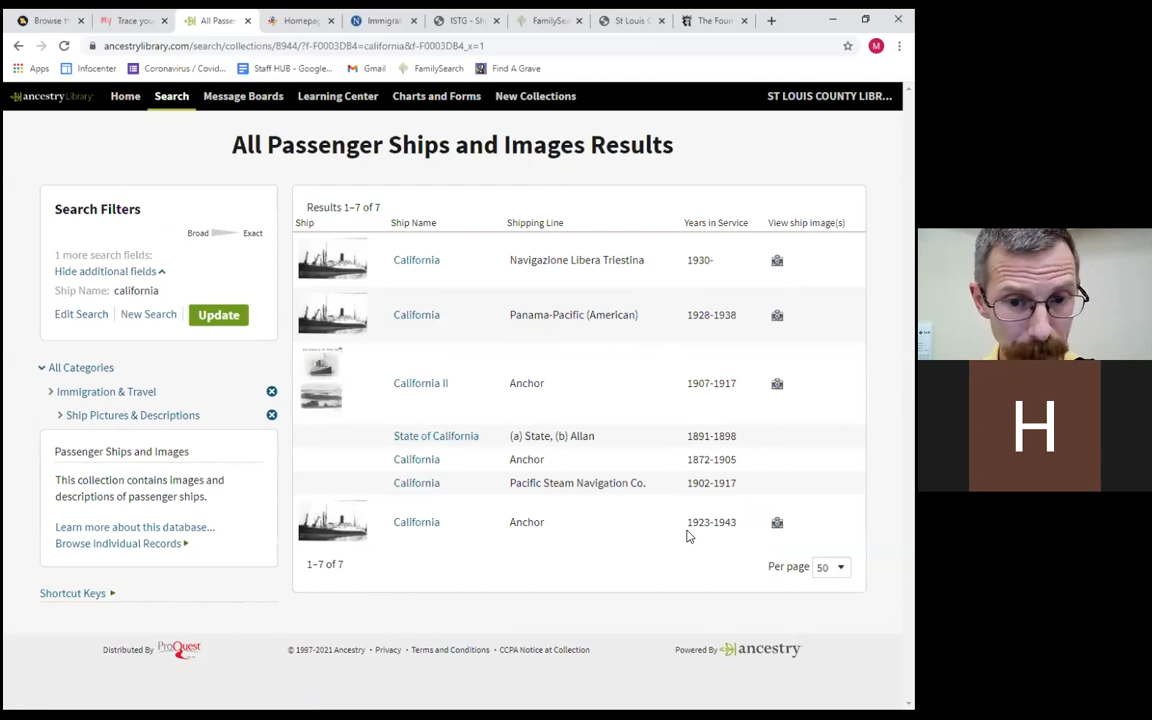 Browse t
Trace your
All Passen
Homepag
Immigrat
ISTG - Sh
FamilySea
St Louis C
The Foun
ancestrylibrary.com/search/collections/8944/?f-F0003DB4=california&f-F0003DB4_x=1
M
Apps Infocenter Coronavirus / Covid... Staff HUB - Google... Gmail FamilySearch Find A Grave
ancestryLibrary Home Search Message Boards Learning Center Charts and Forms New Collections ST LOUIS COUNTY LIBR...
All Passenger Ships and Images Results
Search Filters
Broad Exact
1 more search fields:
Hide additional fields
Ship Name: california
Edit Search New Search Update
All Categories
Immigration & Travel
Ship Pictures & Descriptions
Passenger Ships and Images
This collection contains images and
descriptions of passenger ships.
Learn more about this database...
Browse Individual Records
Shortcut Keys
Results 1–7 of 7
Ship Ship Name Shipping Line Years in Service View ship image(s)
California Navigazione Libera Triestina 1930-
California Panama-Pacific (American) 1928-1938
California II Anchor 1907-1917
State of California (a) State, (b) Allan 1891-1898
California Anchor 1872-1905
California Pacific Steam Navigation Co. 1902-1917
California Anchor 1923-1943
1–7 of 7 Per page 50
Distributed By ProQuest © 1997-2021 Ancestry • Privacy • Terms and Conditions • CCPA Notice at Collection Powered By ancestry
H